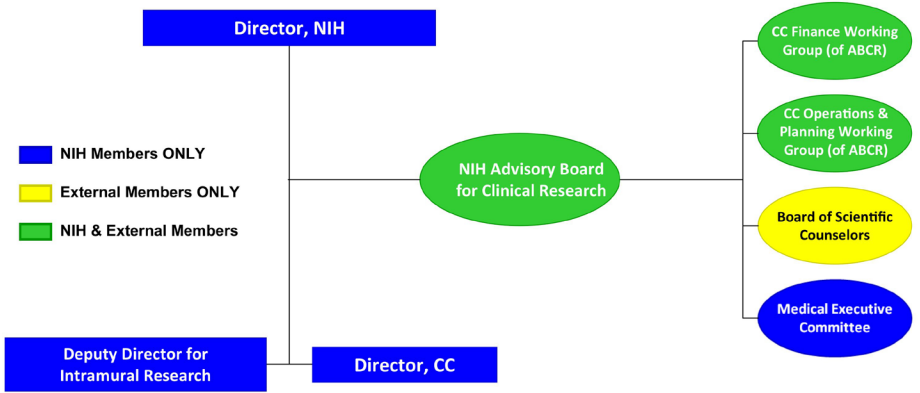 Director, NIH
CC Finance Working
Group (of ABCR)
CC Operations &
Planning Working
Group (of ABCR)
NIH Members ONLY
External Members ONLY
NIH & External Members
NIH Advisory Board
for Clinical Research
Board of Scientific
Counselors
Medical Executive
Committee
Deputy Director for
Intramural Research
Director, CC